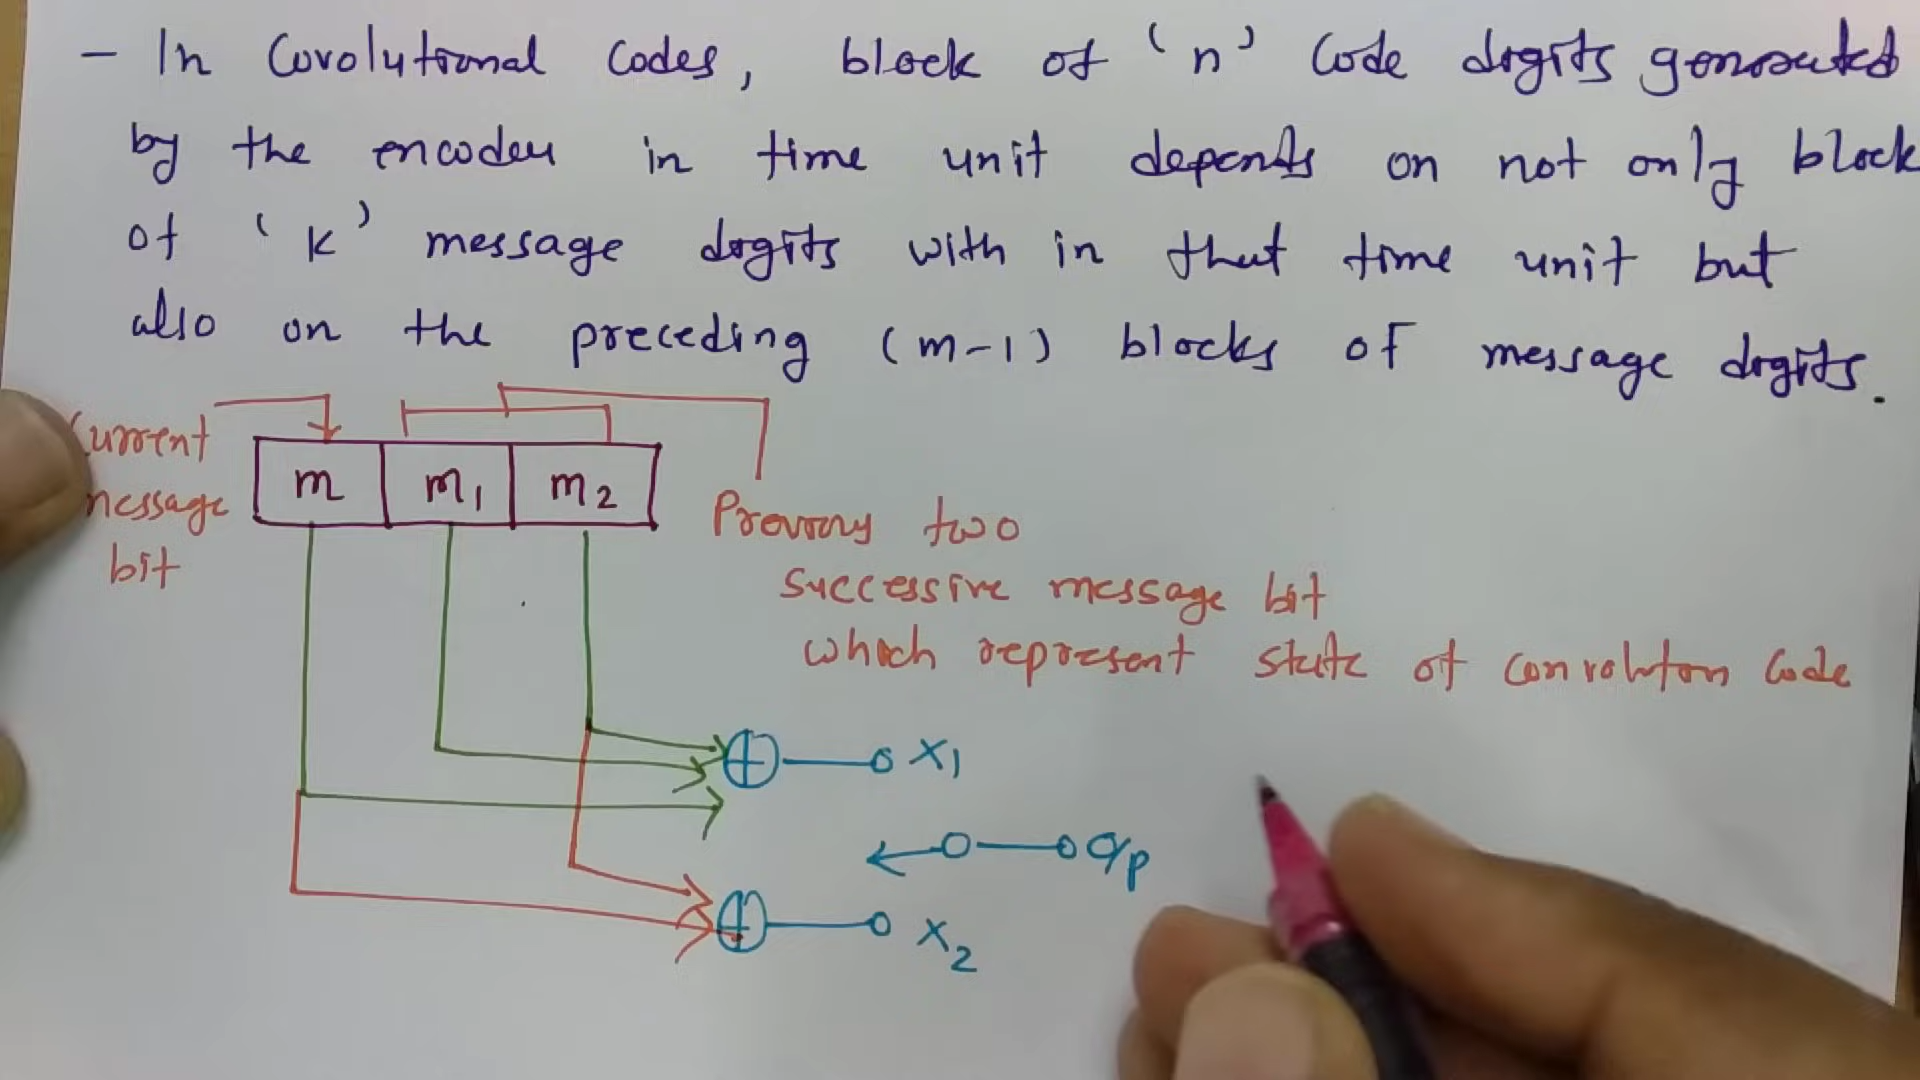 - In Covolutional Codes, block of 'n' Code digits generated
by the encoder in time unit depends on not only block
of 'k' message digits with in that time unit but
also on the preceding (m-1) blocks of message digits.
Current
message
bit
m m1 m2
Previous two
successive message bit
which represent state of convolution Code
X1
O/p
X2